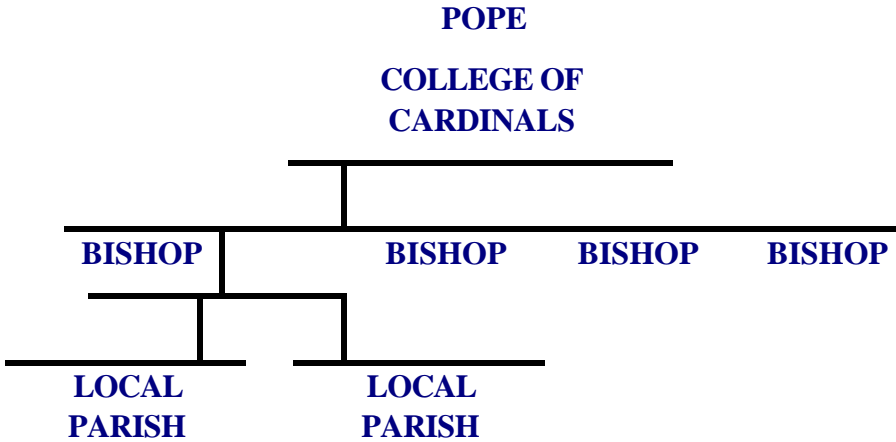 POPE
COLLEGE OF
CARDINALS
BISHOP BISHOP BISHOP BISHOP
LOCAL LOCAL
PARISH PARISH